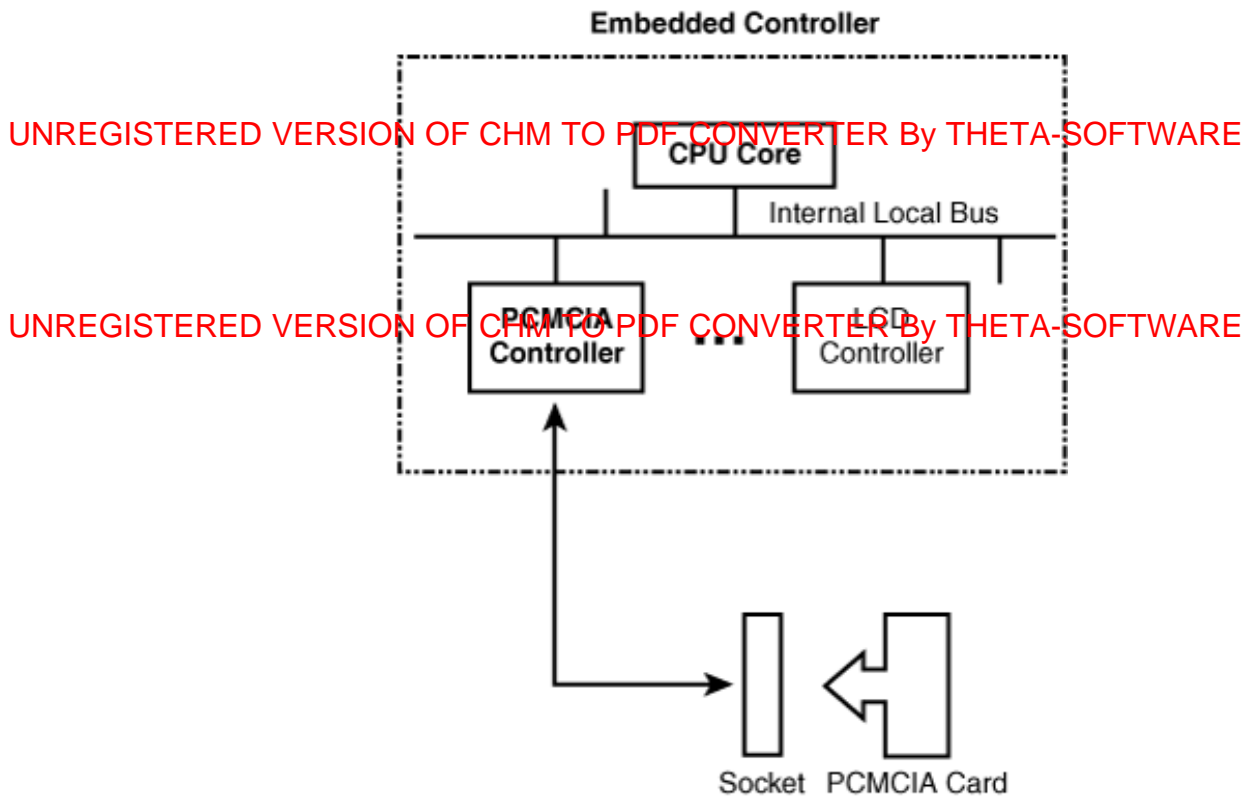 Embedded Controller
UNREGISTERED VERSION OF CHM TO PDF CONVERTER By THETA-SOFTWARE
CPU Core
Internal Local Bus
UNREGISTERED VERSION OF CHM TO PDF CONVERTER By THETA-SOFTWARE
PCMCIA
Controller
...
LCD
Controller
Socket
PCMCIA Card